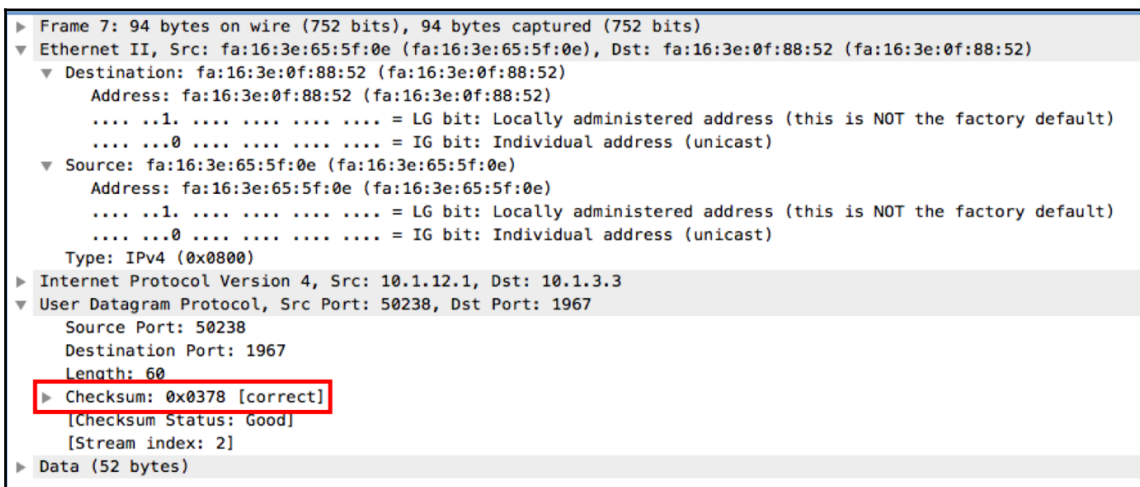 Frame 7: 94 bytes on wire (752 bits), 94 bytes captured (752 bits)
Ethernet II, Src: fa:16:3e:65:5f:0e (fa:16:3e:65:5f:0e), Dst: fa:16:3e:0f:88:52 (fa:16:3e:0f:88:52)
Destination: fa:16:3e:0f:88:52 (fa:16:3e:0f:88:52)
Address: fa:16:3e:0f:88:52 (fa:16:3e:0f:88:52)
.... ..1. .... .... .... .... = LG bit: Locally administered address (this is NOT the factory default)
.... ...0 .... .... .... .... = IG bit: Individual address (unicast)
Source: fa:16:3e:65:5f:0e (fa:16:3e:65:5f:0e)
Address: fa:16:3e:65:5f:0e (fa:16:3e:65:5f:0e)
.... ..1. .... .... .... .... = LG bit: Locally administered address (this is NOT the factory default)
.... ...0 .... .... .... .... = IG bit: Individual address (unicast)
Type: IPv4 (0x0800)
Internet Protocol Version 4, Src: 10.1.12.1, Dst: 10.1.3.3
User Datagram Protocol, Src Port: 50238, Dst Port: 1967
Source Port: 50238
Destination Port: 1967
Length: 60
Checksum: 0x0378 [correct]
[Checksum Status: Good]
[Stream index: 2]
Data (52 bytes)